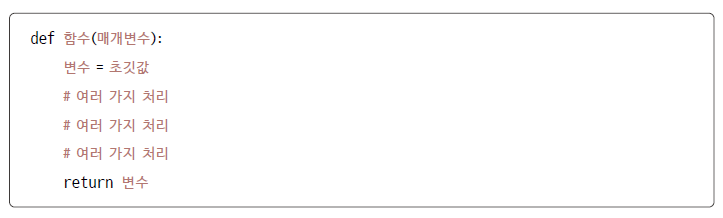 def 함수(매개변수):
변수 = 초깃값
# 여러 가지 처리
# 여러 가지 처리
# 여러 가지 처리
return 변수